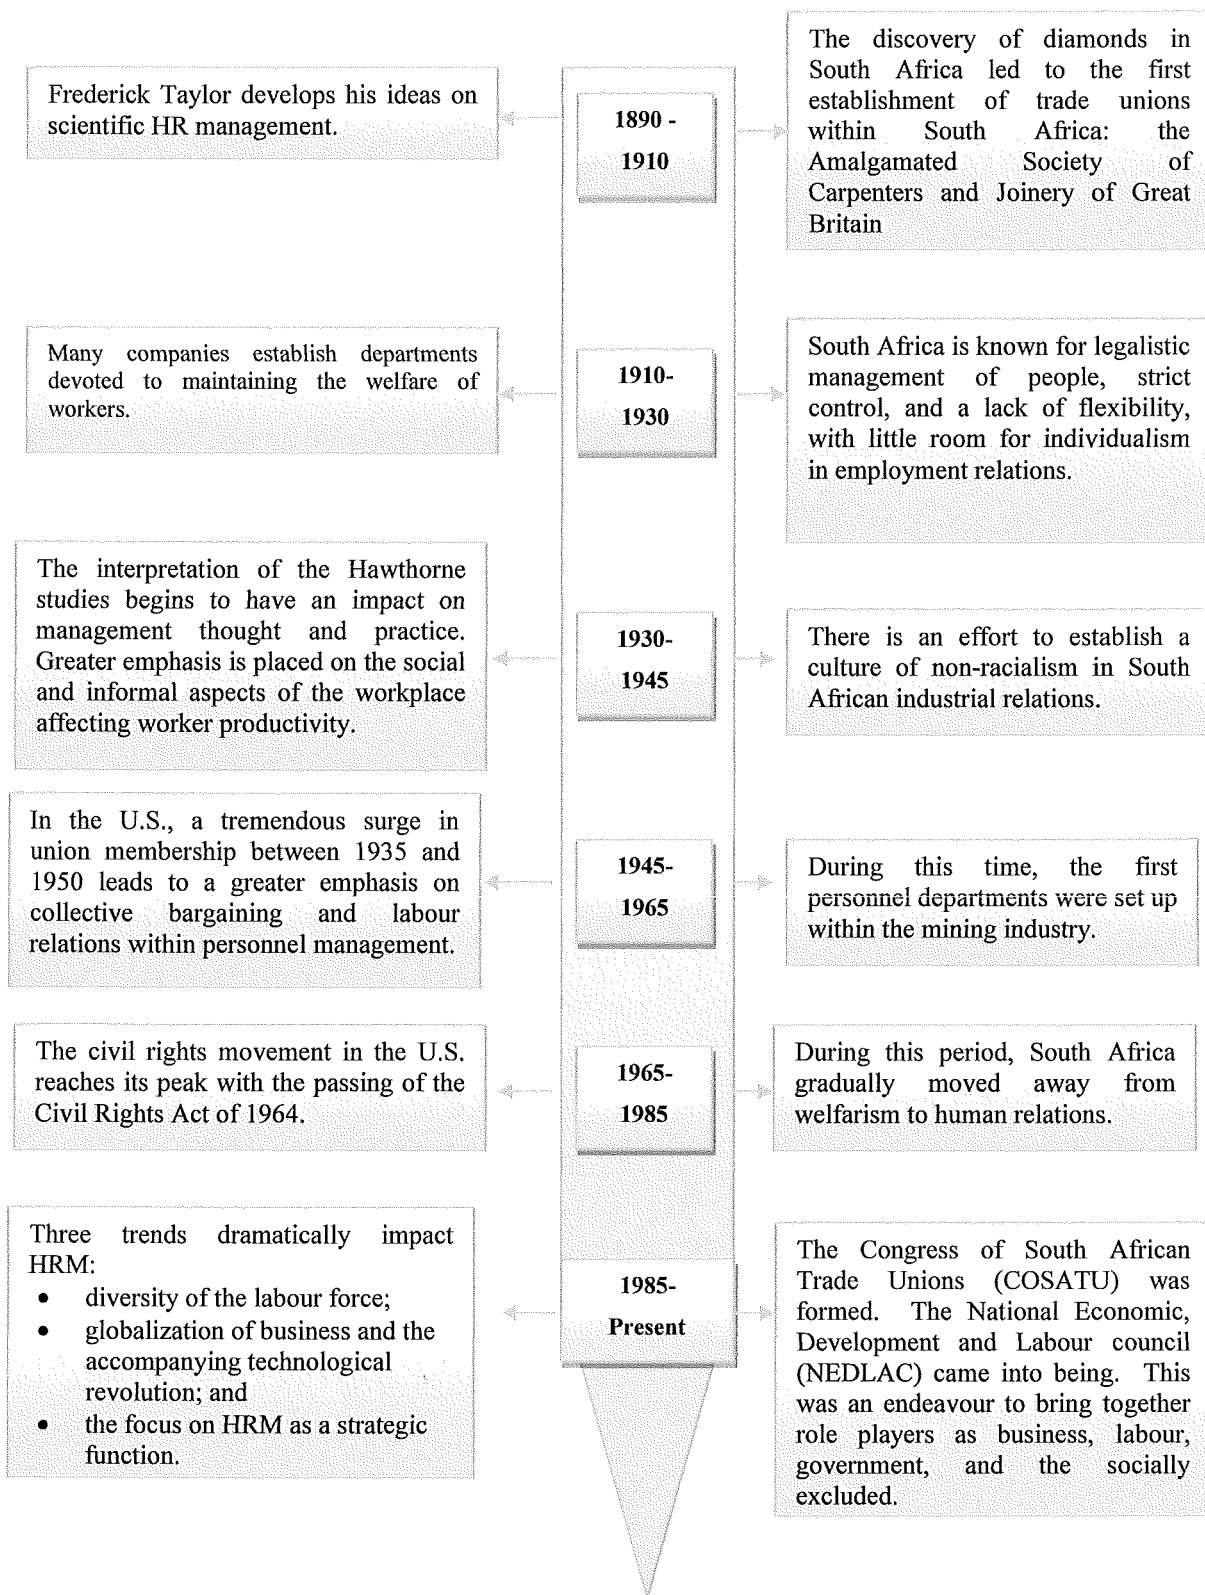 Frederick Taylor develops his ideas on
scientific HR management.
1890 -
1910
The discovery of diamonds in
South Africa led to the first
establishment of trade unions
within South Africa: the
Amalgamated Society of
Carpenters and Joinery of Great
Britain
Many companies establish departments
devoted to maintaining the welfare of
workers.
1910-
1930
South Africa is known for legalistic
management of people, strict
control, and a lack of flexibility,
with little room for individualism
in employment relations.
The interpretation of the Hawthorne
studies begins to have an impact on
management thought and practice.
Greater emphasis is placed on the social
and informal aspects of the workplace
affecting worker productivity.
1930-
1945
There is an effort to establish a
culture of non-racialism in South
African industrial relations.
In the U.S., a tremendous surge in
union membership between 1935 and
1950 leads to a greater emphasis on
collective bargaining and labour
relations within personnel management.
1945-
1965
During this time, the first
personnel departments were set up
within the mining industry.
The civil rights movement in the U.S.
reaches its peak with the passing of the
Civil Rights Act of 1964.
1965-
1985
During this period, South Africa
gradually moved away from
welfarism to human relations.
Three trends dramatically impact
HRM:
• diversity of the labour force;
• globalization of business and the
accompanying technological
revolution; and
• the focus on HRM as a strategic
function.
1985-
Present
The Congress of South African
Trade Unions (COSATU) was
formed. The National Economic,
Development and Labour council
(NEDLAC) came into being. This
was an endeavour to bring together
role players as business, labour,
government, and the socially
excluded.